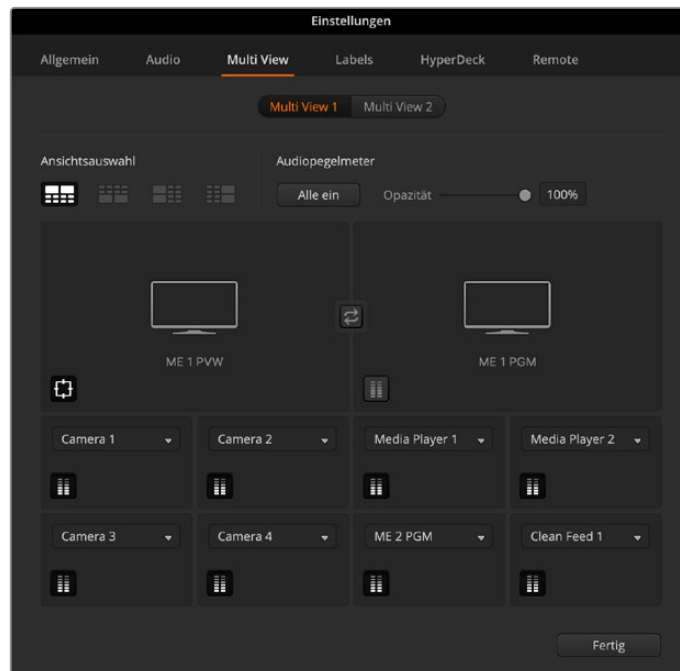 Einstellungen
Allgemein Audio Multi View Labels HyperDeck Remote
Multi View 1 Multi View 2
Ansichtsauswahl Audiopegelmeter
Alle ein Opazität 100%
ME 1 PVW ME 1 PGM
Camera 1 Camera 2 Media Player 1 Media Player 2
Camera 3 Camera 4 ME 2 PGM Clean Feed 1
Fertig